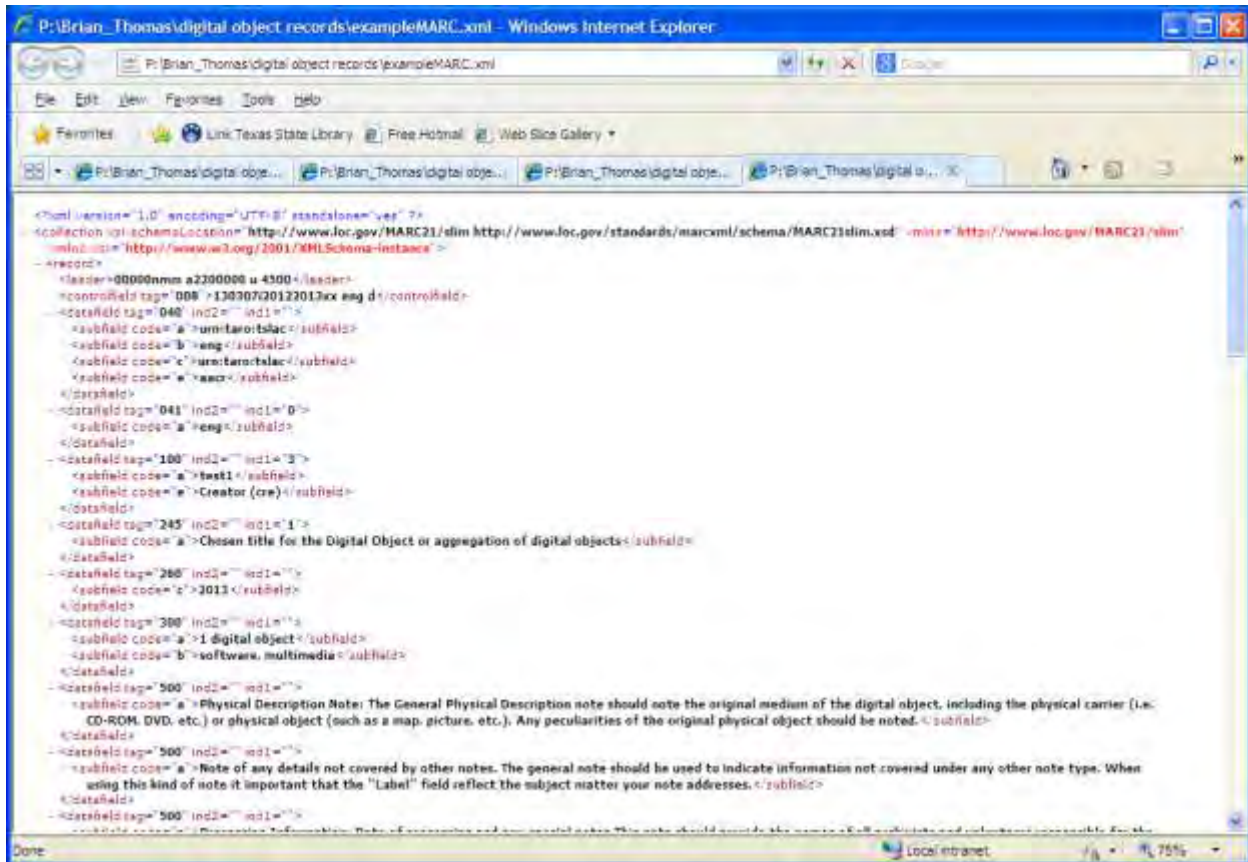 P:\Brian_Thomas\digital object records\exampleMARC.xml - Windows Internet Explorer
P:\Brian_Thomas\digital object records\exampleMARC.xml
Google
File Edit View Favorites Tools Help
Favorites Link Texas State Library Free Hotmail Web Slice Gallery
P:\Brian_Thomas\digital obje... P:\Brian_Thomas\digital obje... P:\Brian_Thomas\digital obje... P:\Brian_Thomas\digital o... X
<?xml version="1.0" encoding="UTF-8" standalone="yes" ?>
- <collection xsi:schemaLocation="http://www.loc.gov/MARC21/slim http://www.loc.gov/standards/marcxml/schema/MARC21slim.xsd" xmlns="http://www.loc.gov/MARC21/slim"
xmlns:xsi="http://www.w3.org/2001/XMLSchema-instance">
- <record>
<leader>00000nmm a2200000 u 4500</leader>
<controlfield tag="008">130307i20122013xx eng d</controlfield>
- <datafield tag="040" ind2="" ind1="">
<subfield code="a">urn:taro:tslac</subfield>
<subfield code="b">eng</subfield>
<subfield code="c">urn:taro:tslac</subfield>
<subfield code="e">aacr</subfield>
</datafield>
- <datafield tag="041" ind2="" ind1="0">
<subfield code="a">eng</subfield>
</datafield>
- <datafield tag="100" ind2="" ind1="3">
<subfield code="a">test1</subfield>
<subfield code="e">Creator (cre)</subfield>
</datafield>
- <datafield tag="245" ind2="" ind1="1">
<subfield code="a">Chosen title for the Digital Object or aggregation of digital objects</subfield>
</datafield>
- <datafield tag="260" ind2="" ind1="">
<subfield code="c">2013</subfield>
</datafield>
- <datafield tag="300" ind2="" ind1="">
<subfield code="a">1 digital object</subfield>
<subfield code="b">software, multimedia</subfield>
</datafield>
- <datafield tag="500" ind2="" ind1="">
<subfield code="a">Physical Description Note: The General Physical Description note should note the original medium of the digital object, including the physical carrier (i.e.
CD-ROM, DVD, etc.) or physical object (such as a map, picture, etc.). Any peculiarities of the original physical object should be noted.</subfield>
</datafield>
- <datafield tag="500" ind2="" ind1="">
<subfield code="a">Note of any details not covered by other notes. The general note should be used to indicate information not covered under any other note type. When
using this kind of note it important that the "Label" field reflect the subject matter your note addresses.</subfield>
</datafield>
- <datafield tag="500" ind2="" ind1="">
Done Local intranet 75%